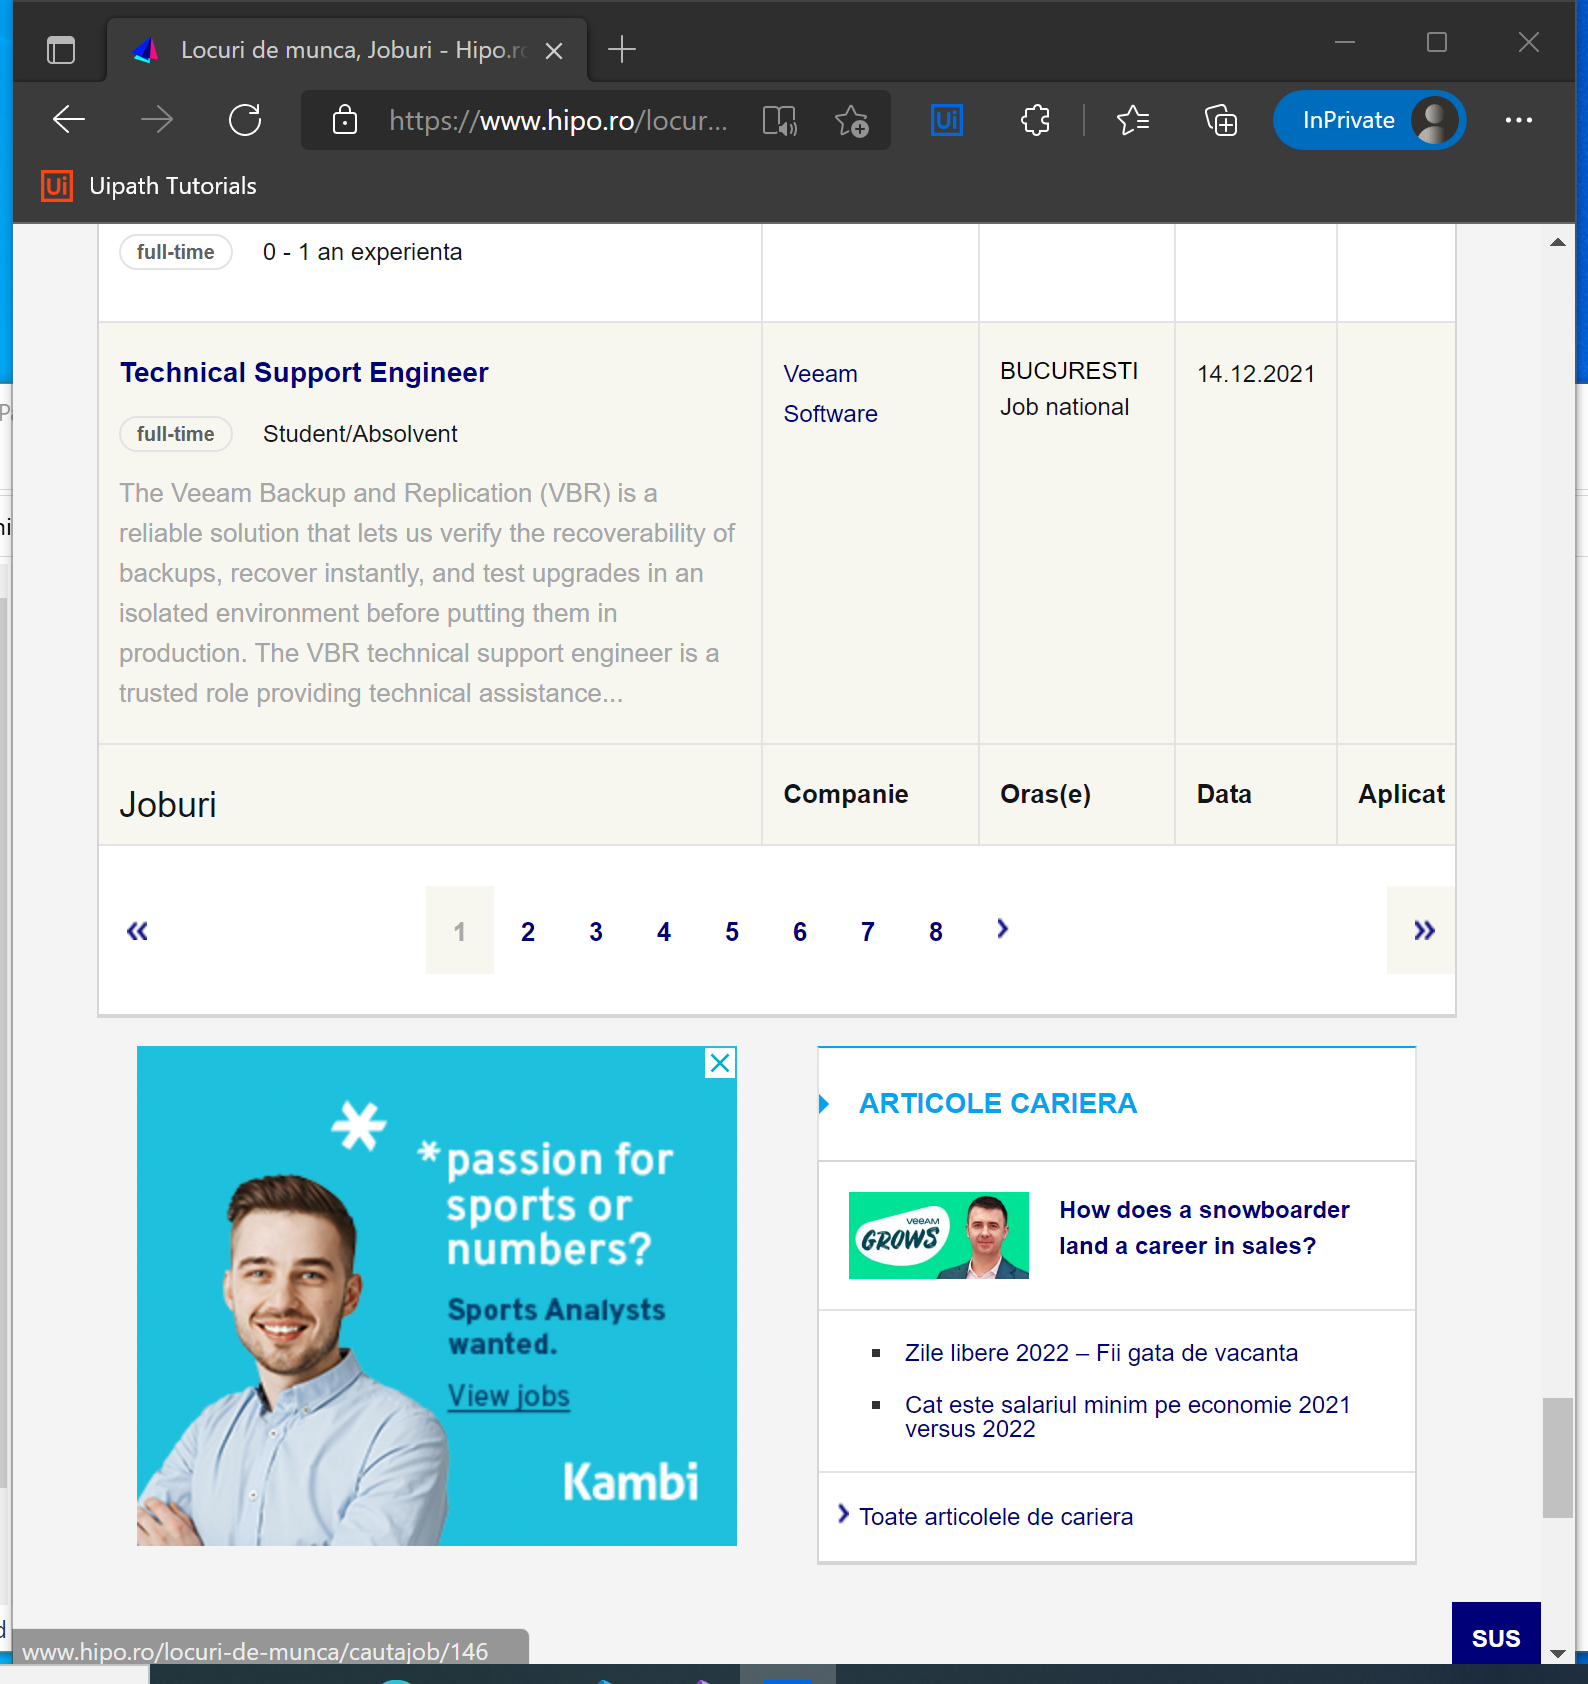 Locuri de munca, Joburi - Hipo.ro
https://www.hipo.ro/locur...
Ui
InPrivate
Ui Uipath Tutorials
full-time 0 - 1 an experienta
Technical Support Engineer
Veeam
Software
BUCURESTI
Job national
14.12.2021
full-time Student/Absolvent
The Veeam Backup and Replication (VBR) is a
reliable solution that lets us verify the recoverability of
backups, recover instantly, and test upgrades in an
isolated environment before putting them in
production. The VBR technical support engineer is a
trusted role providing technical assistance...
Joburi Companie Oras(e) Data Aplicat
« 1 2 3 4 5 6 7 8 › »
*passion for
sports or
numbers?
Sports Analysts
wanted.
View jobs
Kambi
ARTICOLE CARIERA
veeAM
GROWS
How does a snowboarder
land a career in sales?
Zile libere 2022 – Fii gata de vacanta
Cat este salariul minim pe economie 2021
versus 2022
Toate articolele de cariera
SUS
www.hipo.ro/locuri-de-munca/cautajob/146